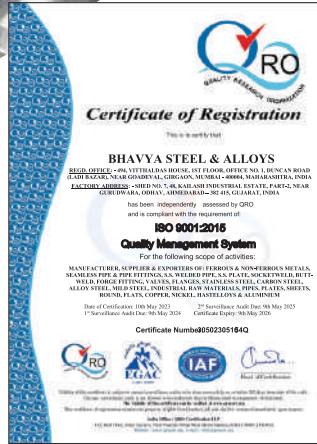 QRO
QUALITY RESEARCH ORGANIZATION
Certificate of Registration
This is to certify that
BHAVYA STEEL & ALLOYS
REGD. OFFICE: - 494, VITTHALDAS HOUSE, 1ST FLOOR, OFFICE NO. 1, DUNCAN ROAD
(LADI BAZAR), NEAR GOADEVAL, GIRGAON, MUMBAI - 400004, MAHARASHTRA, INDIA
FACTORY ADDRESS: - SHED NO. 7, 48, KAILASH INDUSTRIAL ESTATE, PART-2, NEAR
GURUDWARA, ODHAV, AHMEDABAD-- 382 415, GUJARAT, INDIA
has been independently assessed by QRO
and is compliant with the requirement of:
ISO 9001:2015
Quality Management System
For the following scope of activities:
MANUFACTURER, SUPPLIER & EXPORTERS OF: FERROUS & NON-FERROUS METALS,
SEAMLESS PIPE & PIPE FITTINGS, S.S. WELDED PIPE, S.S. PLATE, SOCKETWELD, BUTT-
WELD, FORGE FITTING, VALVES, FLANGES, STAINLESS STEEL, CARBON STEEL,
ALLOY STEEL, MILD STEEL, INDUSTRIAL RAW MATERIALS, PIPES, PLATES, SHEETS,
ROUND, FLATS, COPPER, NICKEL, HASTELLOYS & ALUMINIUM
Date of Certification: 10th May 2023 2nd Surveillance Audit Due: 9th May 2025
1st Surveillance Audit Due: 9th May 2024 Certificate Expiry: 9th May 2026
Certificate Number
QRO
EGAC
IAF
Head of Certification